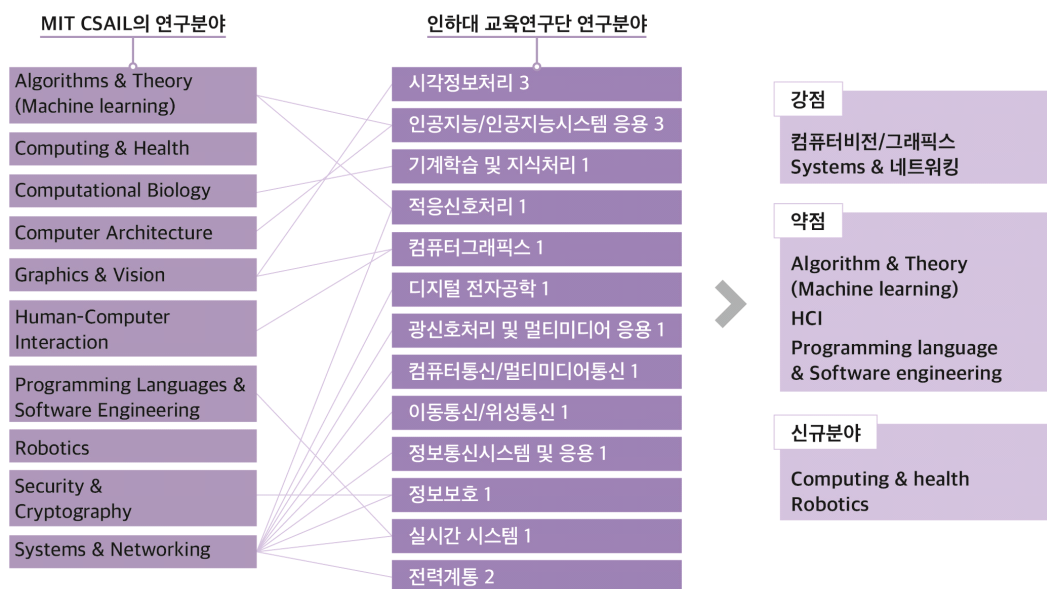 MIT CSAIL의 연구분야
Algorithms & Theory
(Machine learning)
Computing & Health
Computational Biology
Computer Architecture
Graphics & Vision
Human-Computer
Interaction
Programming Languages &
Software Engineering
Robotics
Security &
Cryptography
Systems & Networking
인하대 교육연구단 연구분야
시각정보처리 3
인공지능/인공지능시스템 응용 3
기계학습 및 지식처리 1
적응신호처리 1
컴퓨터그래픽스 1
디지털 전자공학 1
광신호처리 및 멀티미디어 응용 1
컴퓨터통신/멀티미디어통신 1
이동통신/위성통신 1
정보통신시스템 및 응용 1
정보보호 1
실시간 시스템 1
전력계통 2
강점
컴퓨터비전/그래픽스
Systems & 네트워킹
약점
Algorithm & Theory
(Machine learning)
HCI
Programming language
& Software engineering
신규분야
Computing & health
Robotics